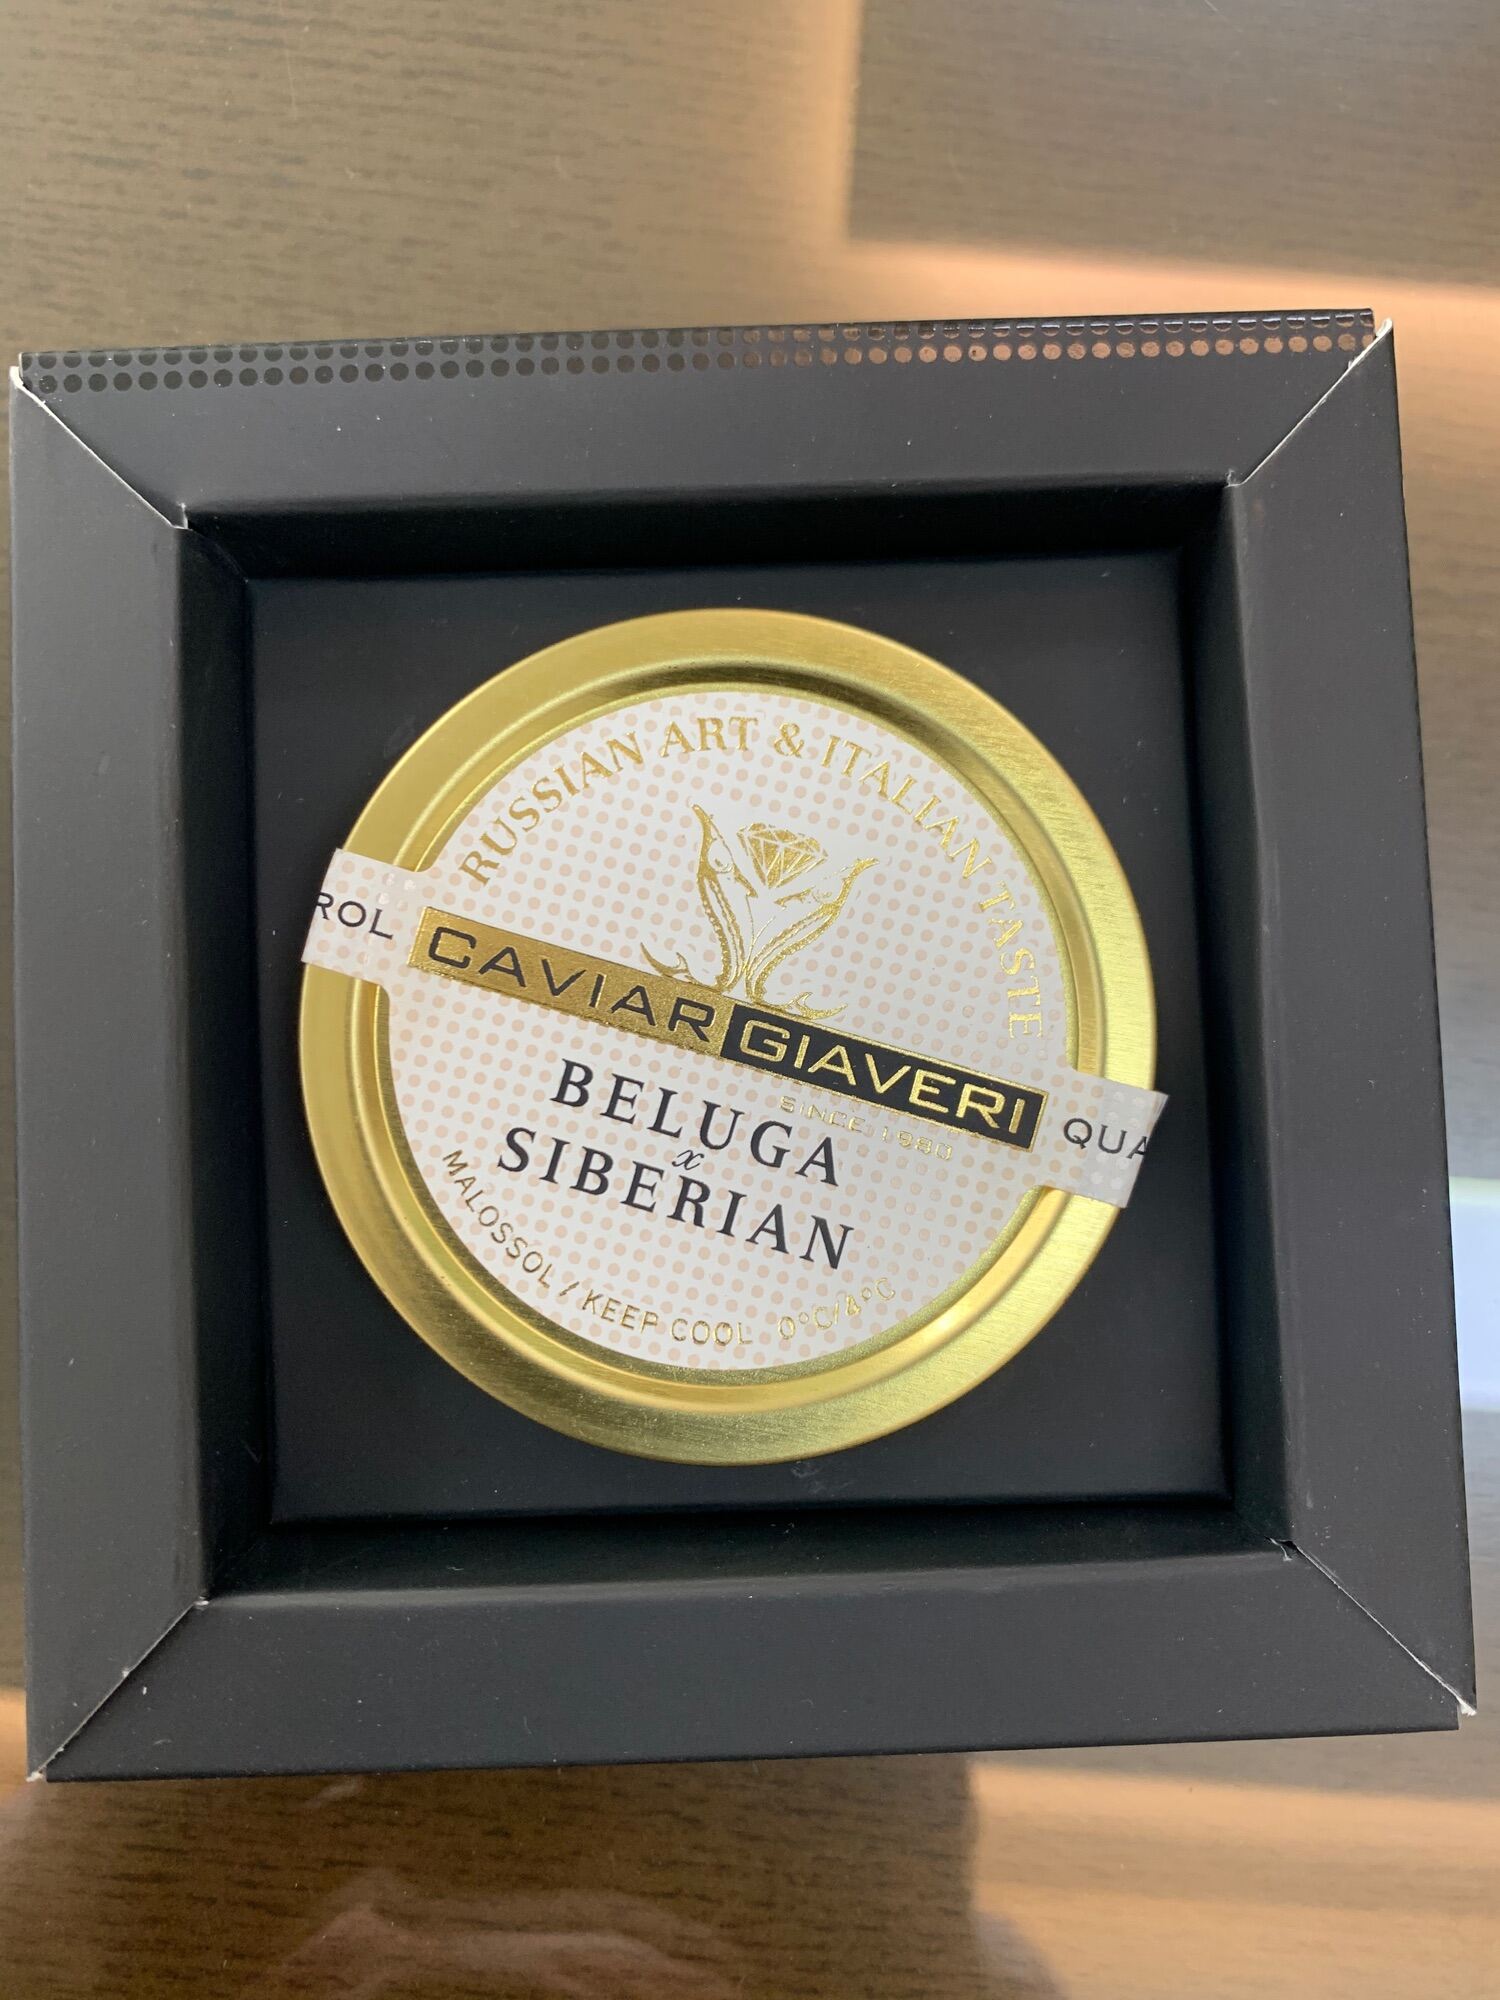 RUSSIAN ART & ITALIAN TASTE
ROL CAVIAR GIAVERI QUA
SINCE 1980
BELUGA
x
SIBERIAN
MALOSSOL / KEEP COOL 0°C/4°C